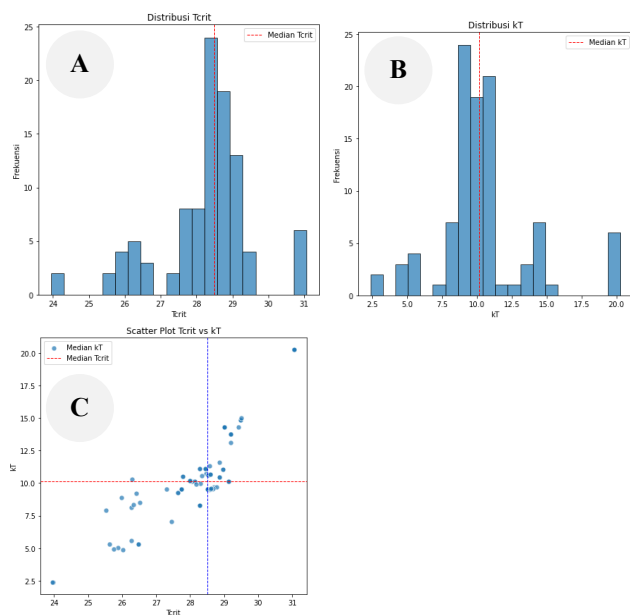 Distribusi Tcrit
A
Median Tcrit
Frekuensi
25
20
15
10
5
0
24 25 26 27 28 29 30 31
Tcrit
Distribusi kT
B
Median kT
Frekuensi
25
20
15
10
5
0
2.5 5.0 7.5 10.0 12.5 15.0 17.5 20.0
kT
Scatter Plot Tcrit vs kT
Median kT
Median Tcrit
C
kT
20.0
17.5
15.0
12.5
10.0
7.5
5.0
2.5
24 25 26 27 28 29 30 31
Tcrit